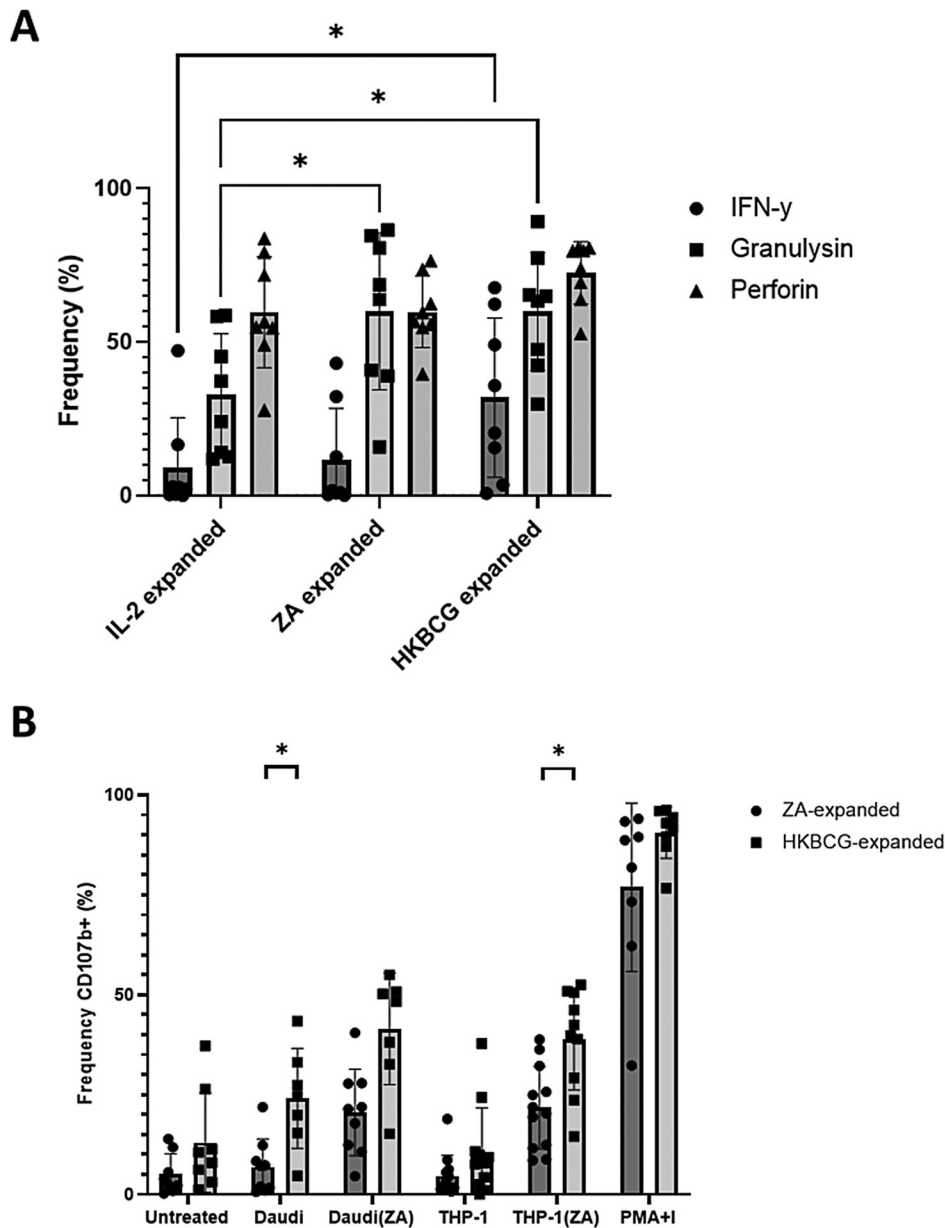 A
*
*
*
100
50
0
Frequency (%)
IFN-y
Granulysin
Perforin
IL-2 expanded
ZA expanded
HKBCG expanded
B
*
*
100
50
0
Frequency CD107b+ (%)
ZA-expanded
HKBCG-expanded
Untreated Daudi Daudi(ZA) THP-1 THP-1(ZA) PMA+I